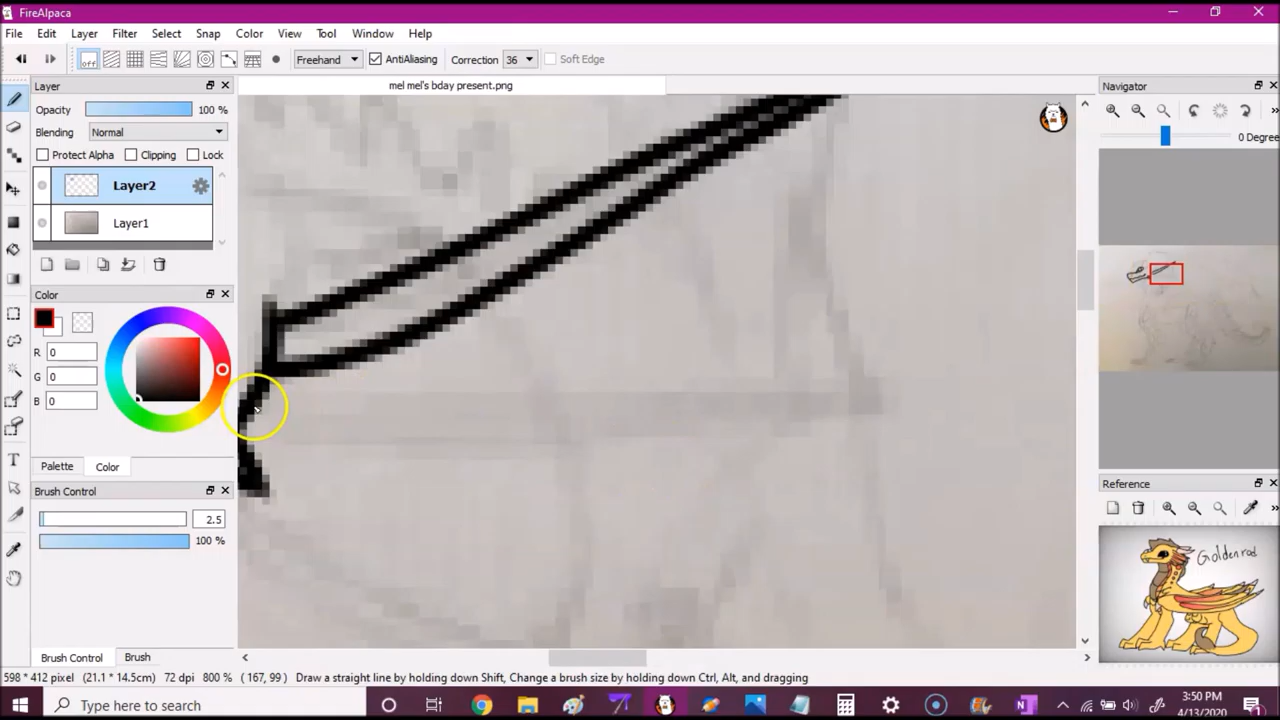 FireAlpaca
File Edit Layer Filter Select Snap Color View Tool Window Help
off Freehand AntiAliasing Correction 36 Soft Edge
Layer
mel mel's bday present.png
Navigator
Opacity 100 %
Blending Normal
0 Degree
Protect Alpha Clipping Lock
Layer2
Layer1
Color
R 0
G 0
B 0
Palette Color
Brush Control
2.5
100 %
Reference
Goldenrod
Brush Control Brush
598 * 412 pixel (21.1 * 14.5cm) 72 dpi 800 % (167, 99) Draw a straight line by holding down Shift, Change a brush size by holding down Ctrl, Alt, and dragging
Type here to search
3:50 PM
4/13/2020
1